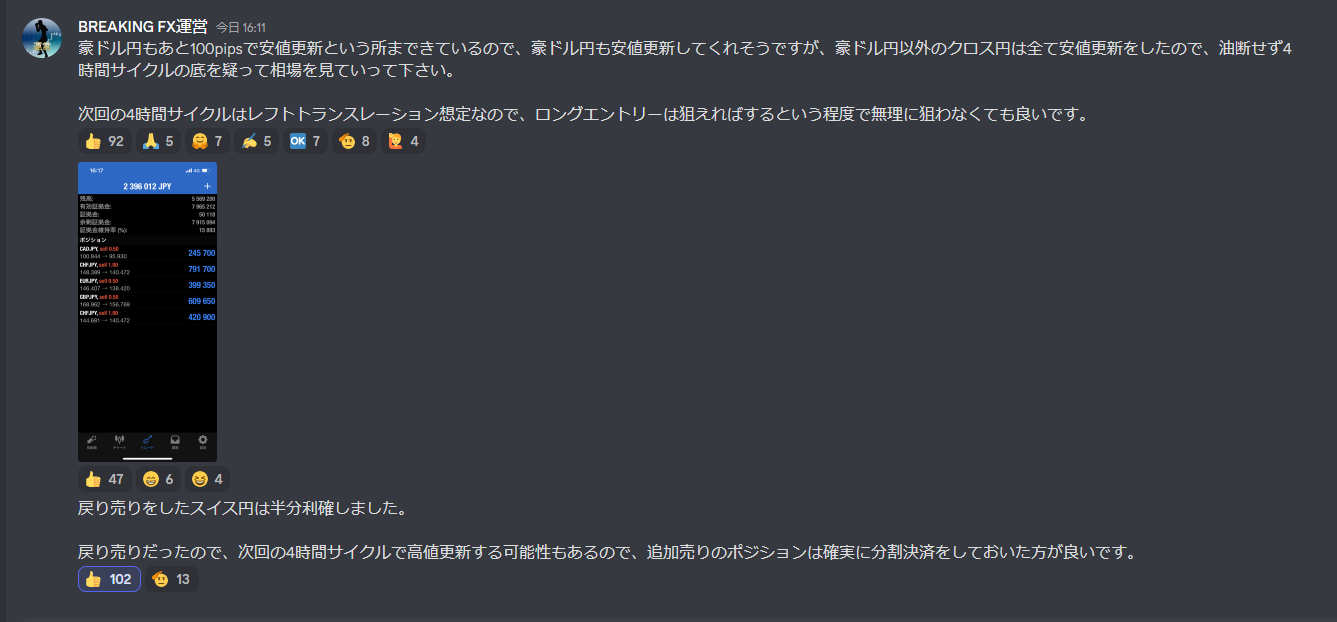 BREAKING FX運営 今日 16:11
豪ドル円もあと100pipsで安値更新という所まできているので、豪ドル円も安値更新してくれそうですが、豪ドル円以外のクロス円は全て安値更新をしたので、油断せず4
時間サイクルの底を疑って相場を見ていって下さい。
次回の4時間サイクルはレフトトランスレーション想定なので、ロングエントリーは狙えればするという程度で無理に狙わなくても良いです。
92 5 7 5 OK 7 8 4
16:17 4G
2 396 012 JPY +
残高: 5 569 200
有効証拠金: 7 965 212
証拠金: 50 118
余剰証拠金: 7 915 094
証拠金維持率 (%): 15 893
ポジション
CADJPY, sell 0.50
100.844 → 95.930 245 700
CHFJPY, sell 1.00
148.389 → 140.472 791 700
EURJPY, sell 0.50
146.407 → 138.420 399 350
GBPJPY, sell 0.50
168.962 → 156.769 609 650
CHFJPY, sell 1.00
144.681 → 140.472 420 900
チャート トレード
47 6 4
戻り売りをしたスイス円は半分利確しました。
戻り売りだったので、次回の4時間サイクルで高値更新する可能性もあるので、追加売りのポジションは確実に分割決済をしておいた方が良いです。
102 13